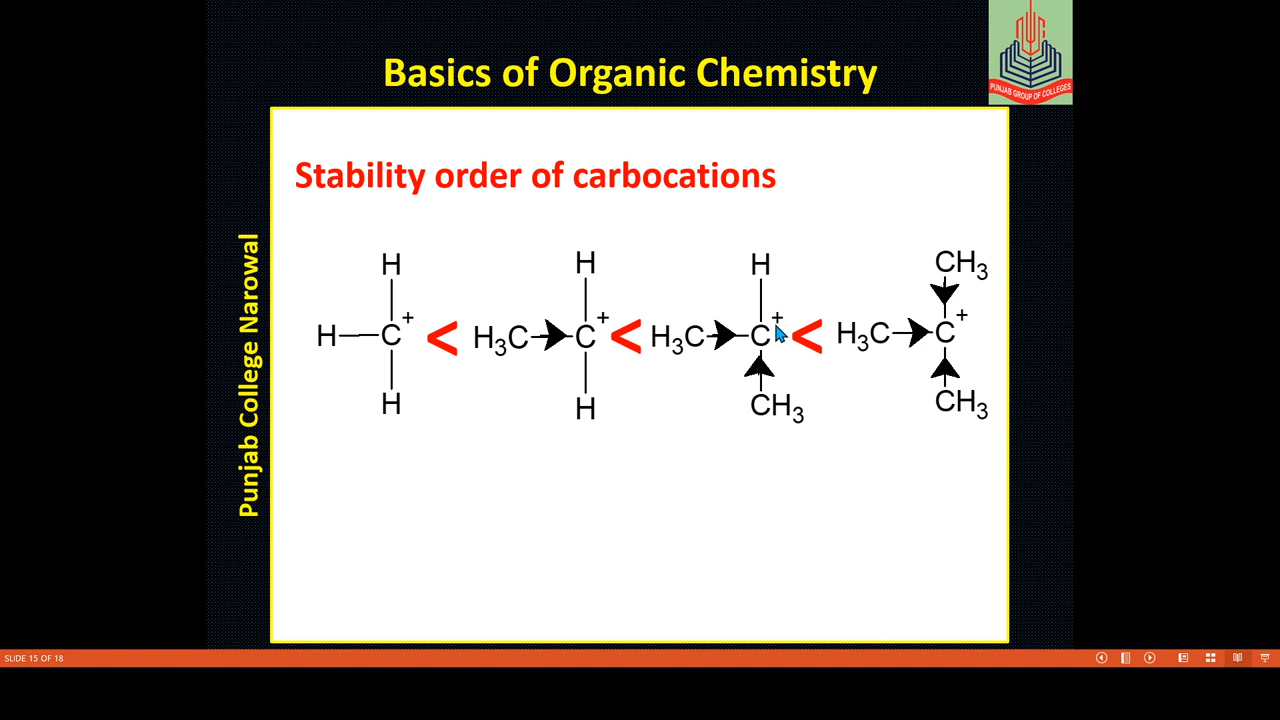 Basics of Organic Chemistry
PUNJAB GROUP OF COLLEGES
Punjab College Narowal
Stability order of carbocations
H H H CH₃
H C⁺ < H₃C C⁺ < H₃C C⁺ < H₃C C⁺
H H CH₃ CH₃
SLIDE 15 OF 18